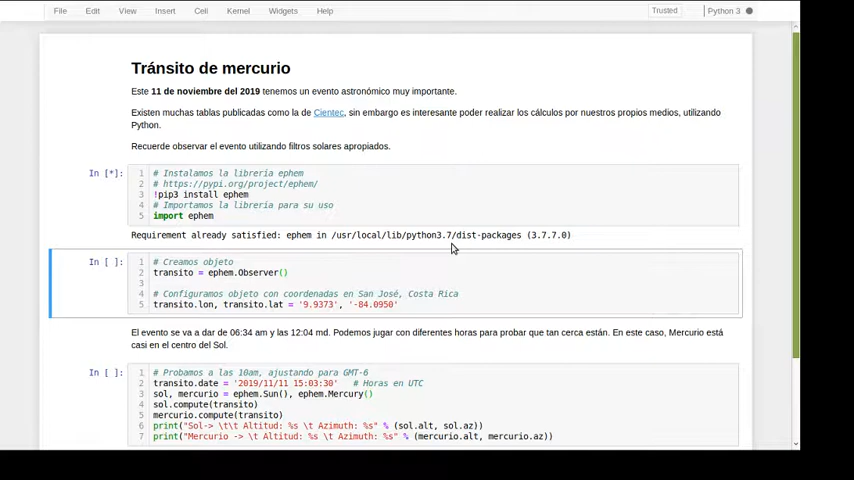 File Edit View Insert Cell Kernel Widgets Help Trusted Python 3
Tránsito de mercurio
Este 11 de noviembre del 2019 tenemos un evento astronómico muy importante.
Existen muchas tablas publicadas como la de Cientec, sin embargo es interesante poder realizar los cálculos por nuestros propios medios, utilizando
Python.
Recuerde observar el evento utilizando filtros solares apropiados.
In [*]: 1 # Instalamos la librería ephem
2 # https://pypi.org/project/ephem/
3 !pip3 install ephem
4 # Importamos la librería para su uso
5 import ephem
Requirement already satisfied: ephem in /usr/local/lib/python3.7/dist-packages (3.7.7.0)
In [ ]: 1 # Creamos objeto
2 transito = ephem.Observer()
3
4 # Configuramos objeto con coordenadas en San José, Costa Rica
5 transito.lon, transito.lat = '9.9373', '-84.0950'
El evento se va a dar de 06:34 am y las 12:04 md. Podemos jugar con diferentes horas para probar que tan cerca están. En este caso, Mercurio está
casi en el centro del Sol.
In [ ]: 1 # Probamos a las 10am, ajustando para GMT-6
2 transito.date = '2019/11/11 15:03:30' # Horas en UTC
3 sol, mercurio = ephem.Sun(), ephem.Mercury()
4 sol.compute(transito)
5 mercurio.compute(transito)
6 print("Sol-> \t\t Altitud: %s \t Azimuth: %s" % (sol.alt, sol.az))
7 print("Mercurio -> \t Altitud: %s \t Azimuth: %s" % (mercurio.alt, mercurio.az))